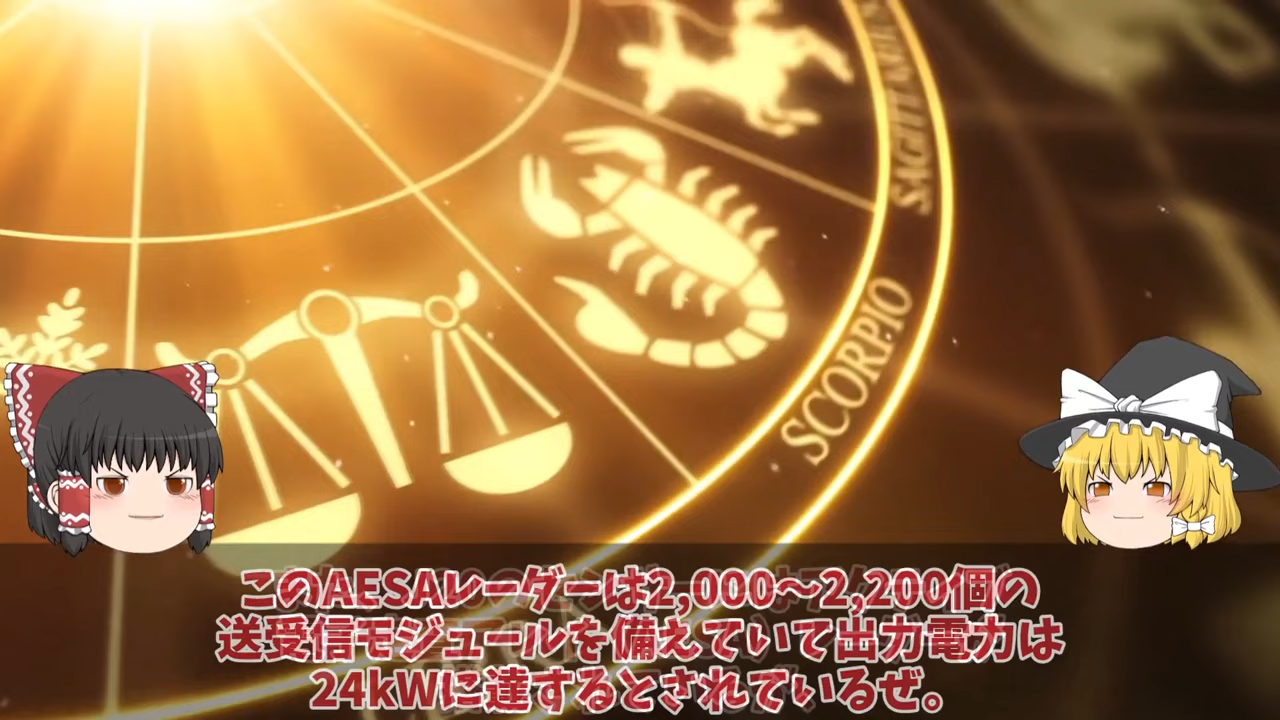 SAGITTARIUS
SCORPIO
このAESAレーダーは2,000～2,200個の
送受信モジュールを備えていて出力電力は
24kWに達するとされているぜ。